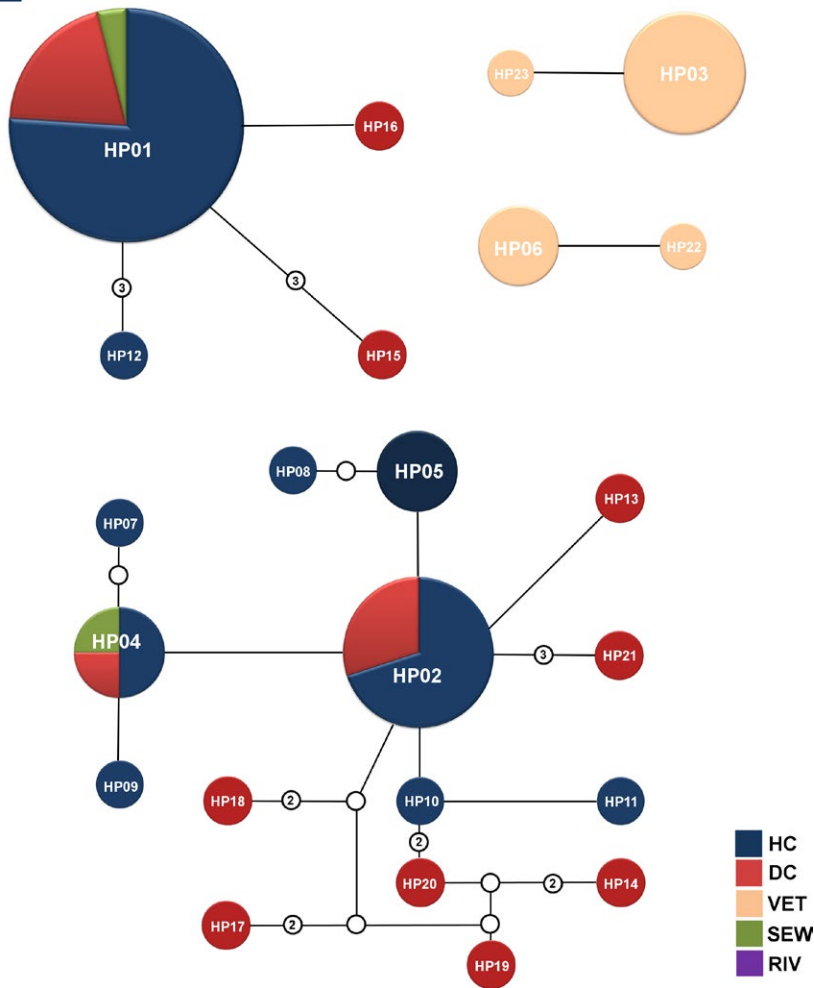 HP01
HP16
HP23
HP03
HP06
HP22
3
3
HP12
HP15
HP08
HP05
HP13
HP07
HP04
HP02
3
HP21
HP09
HP18
2
HP10
HP11
2
HP20
2
HP14
HP17
2
HP19
HC
DC
VET
SEW
RIV